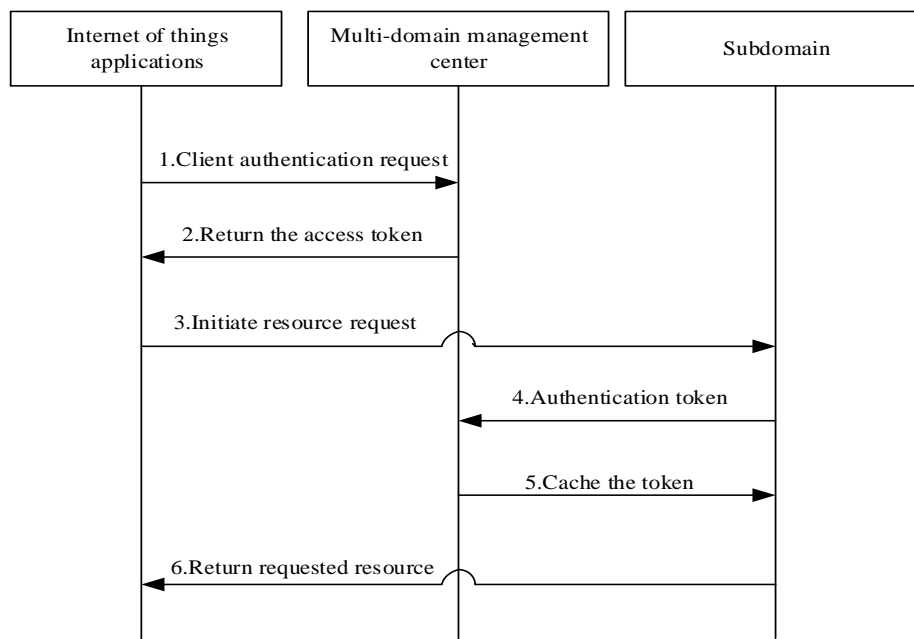 Internet of things
applications
Multi-domain management
center
Subdomain
1.Client authentication request
2.Return the access token
3.Initiate resource request
4.Authentication token
5.Cache the token
6.Return requested resource